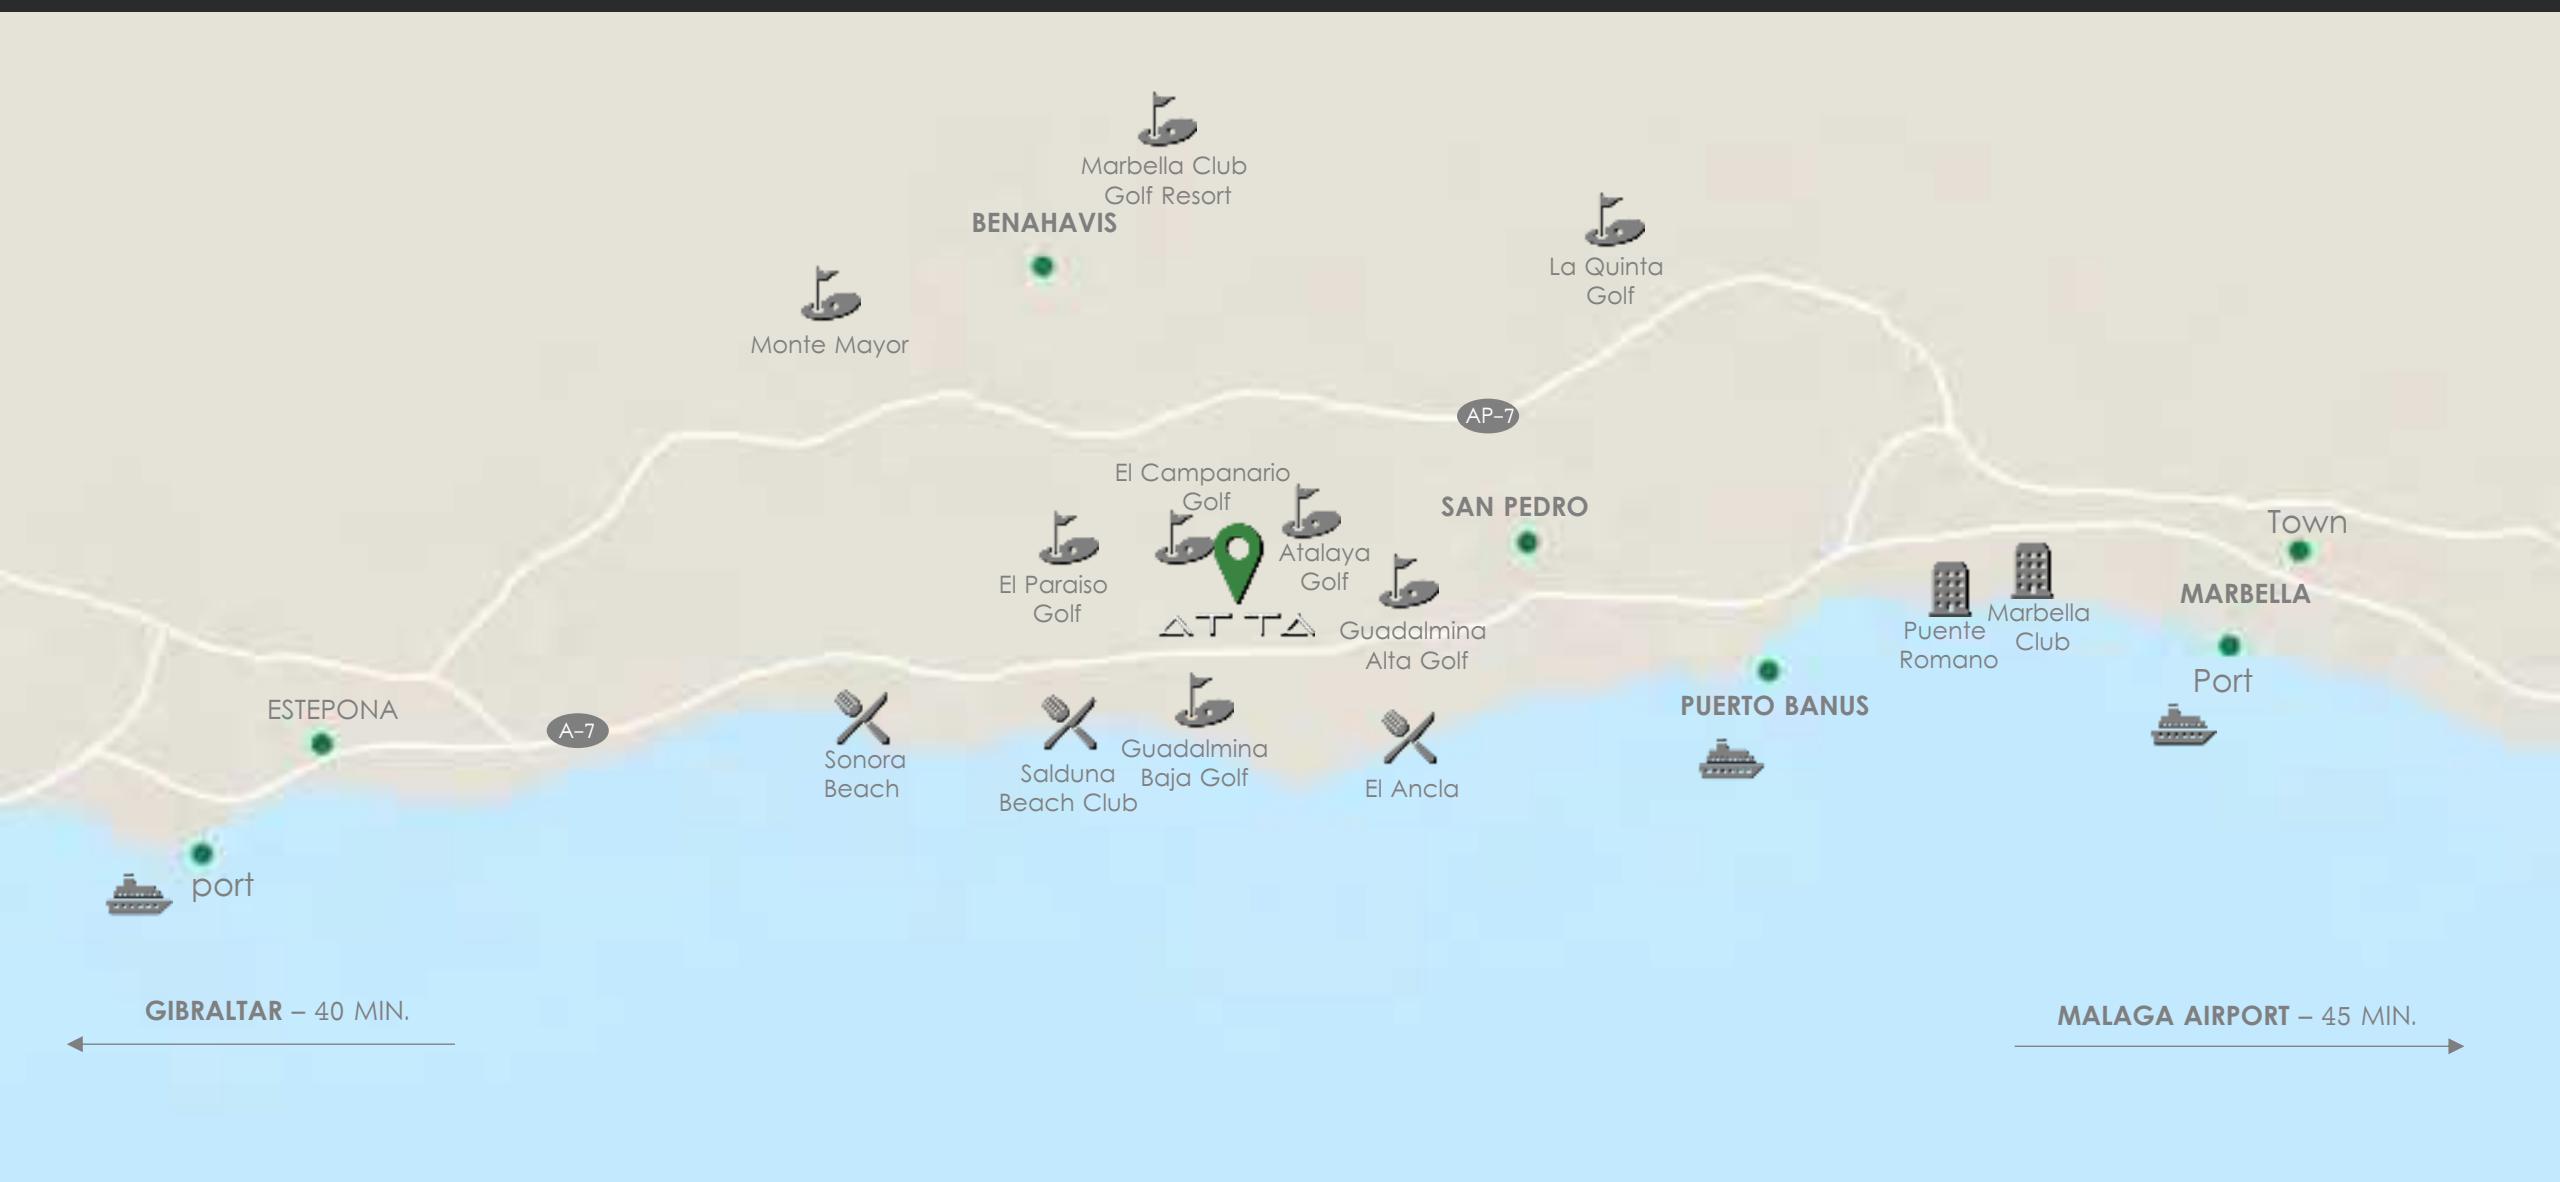 Marbella Club
Golf Resort
BENAHAVIS
La Quinta
Golf
Monte Mayor
AP-7
El Campanario
Golf
SAN PEDRO
Town
Atalaya
Golf
El Paraiso
Golf
MARBELLA
ATTA
Guadalmina
Alta Golf
Puente
Romano
Marbella
Club
Port
ESTEPONA
A-7
PUERTO BANUS
Sonora
Beach
Salduna
Beach Club
Guadalmina
Baja Golf
El Ancla
port
GIBRALTAR – 40 MIN.
MALAGA AIRPORT – 45 MIN.